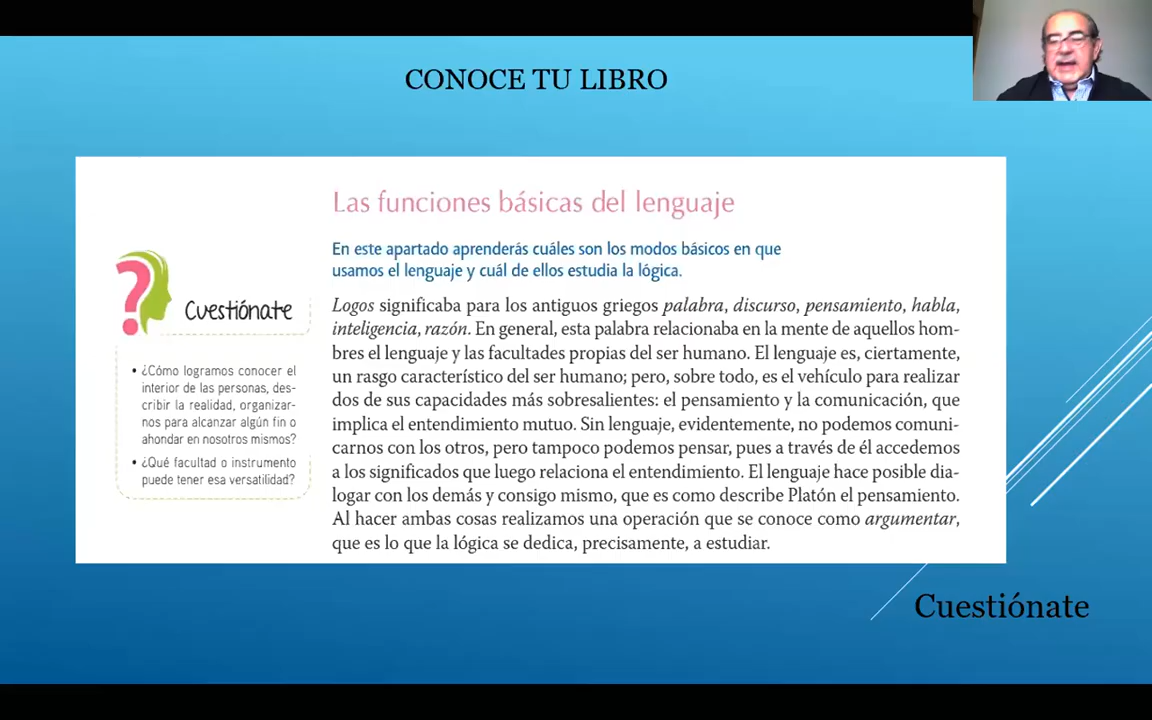 CONOCE TU LIBRO
Las funciones básicas del lenguaje
En este apartado aprenderás cuáles son los modos básicos en que
usamos el lenguaje y cuál de ellos estudia la lógica.
Cuestiónate
• ¿Cómo logramos conocer el
interior de las personas, des-
cribir la realidad, organizar-
nos para alcanzar algún fin o
ahondar en nosotros mismos?
• ¿Qué facultad o instrumento
puede tener esa versatilidad?
Logos significaba para los antiguos griegos palabra, discurso, pensamiento, habla,
inteligencia, razón. En general, esta palabra relacionaba en la mente de aquellos hom-
bres el lenguaje y las facultades propias del ser humano. El lenguaje es, ciertamente,
un rasgo característico del ser humano; pero, sobre todo, es el vehículo para realizar
dos de sus capacidades más sobresalientes: el pensamiento y la comunicación, que
implica el entendimiento mutuo. Sin lenguaje, evidentemente, no podemos comuni-
carnos con los otros, pero tampoco podemos pensar, pues a través de él accedemos
a los significados que luego relaciona el entendimiento. El lenguaje hace posible dia-
logar con los demás y consigo mismo, que es como describe Platón el pensamiento.
Al hacer ambas cosas realizamos una operación que se conoce como argumentar,
que es lo que la lógica se dedica, precisamente, a estudiar.
Cuestiónate